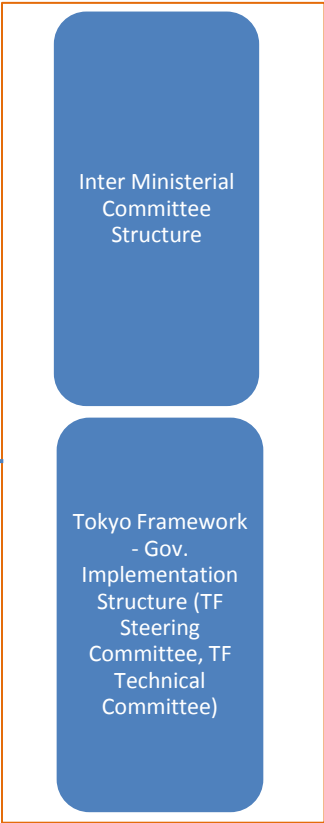 Inter Ministerial
Committee
Structure
Tokyo Framework
- Gov.
Implementation
Structure (TF
Steering
Committee, TF
Technical
Committee)